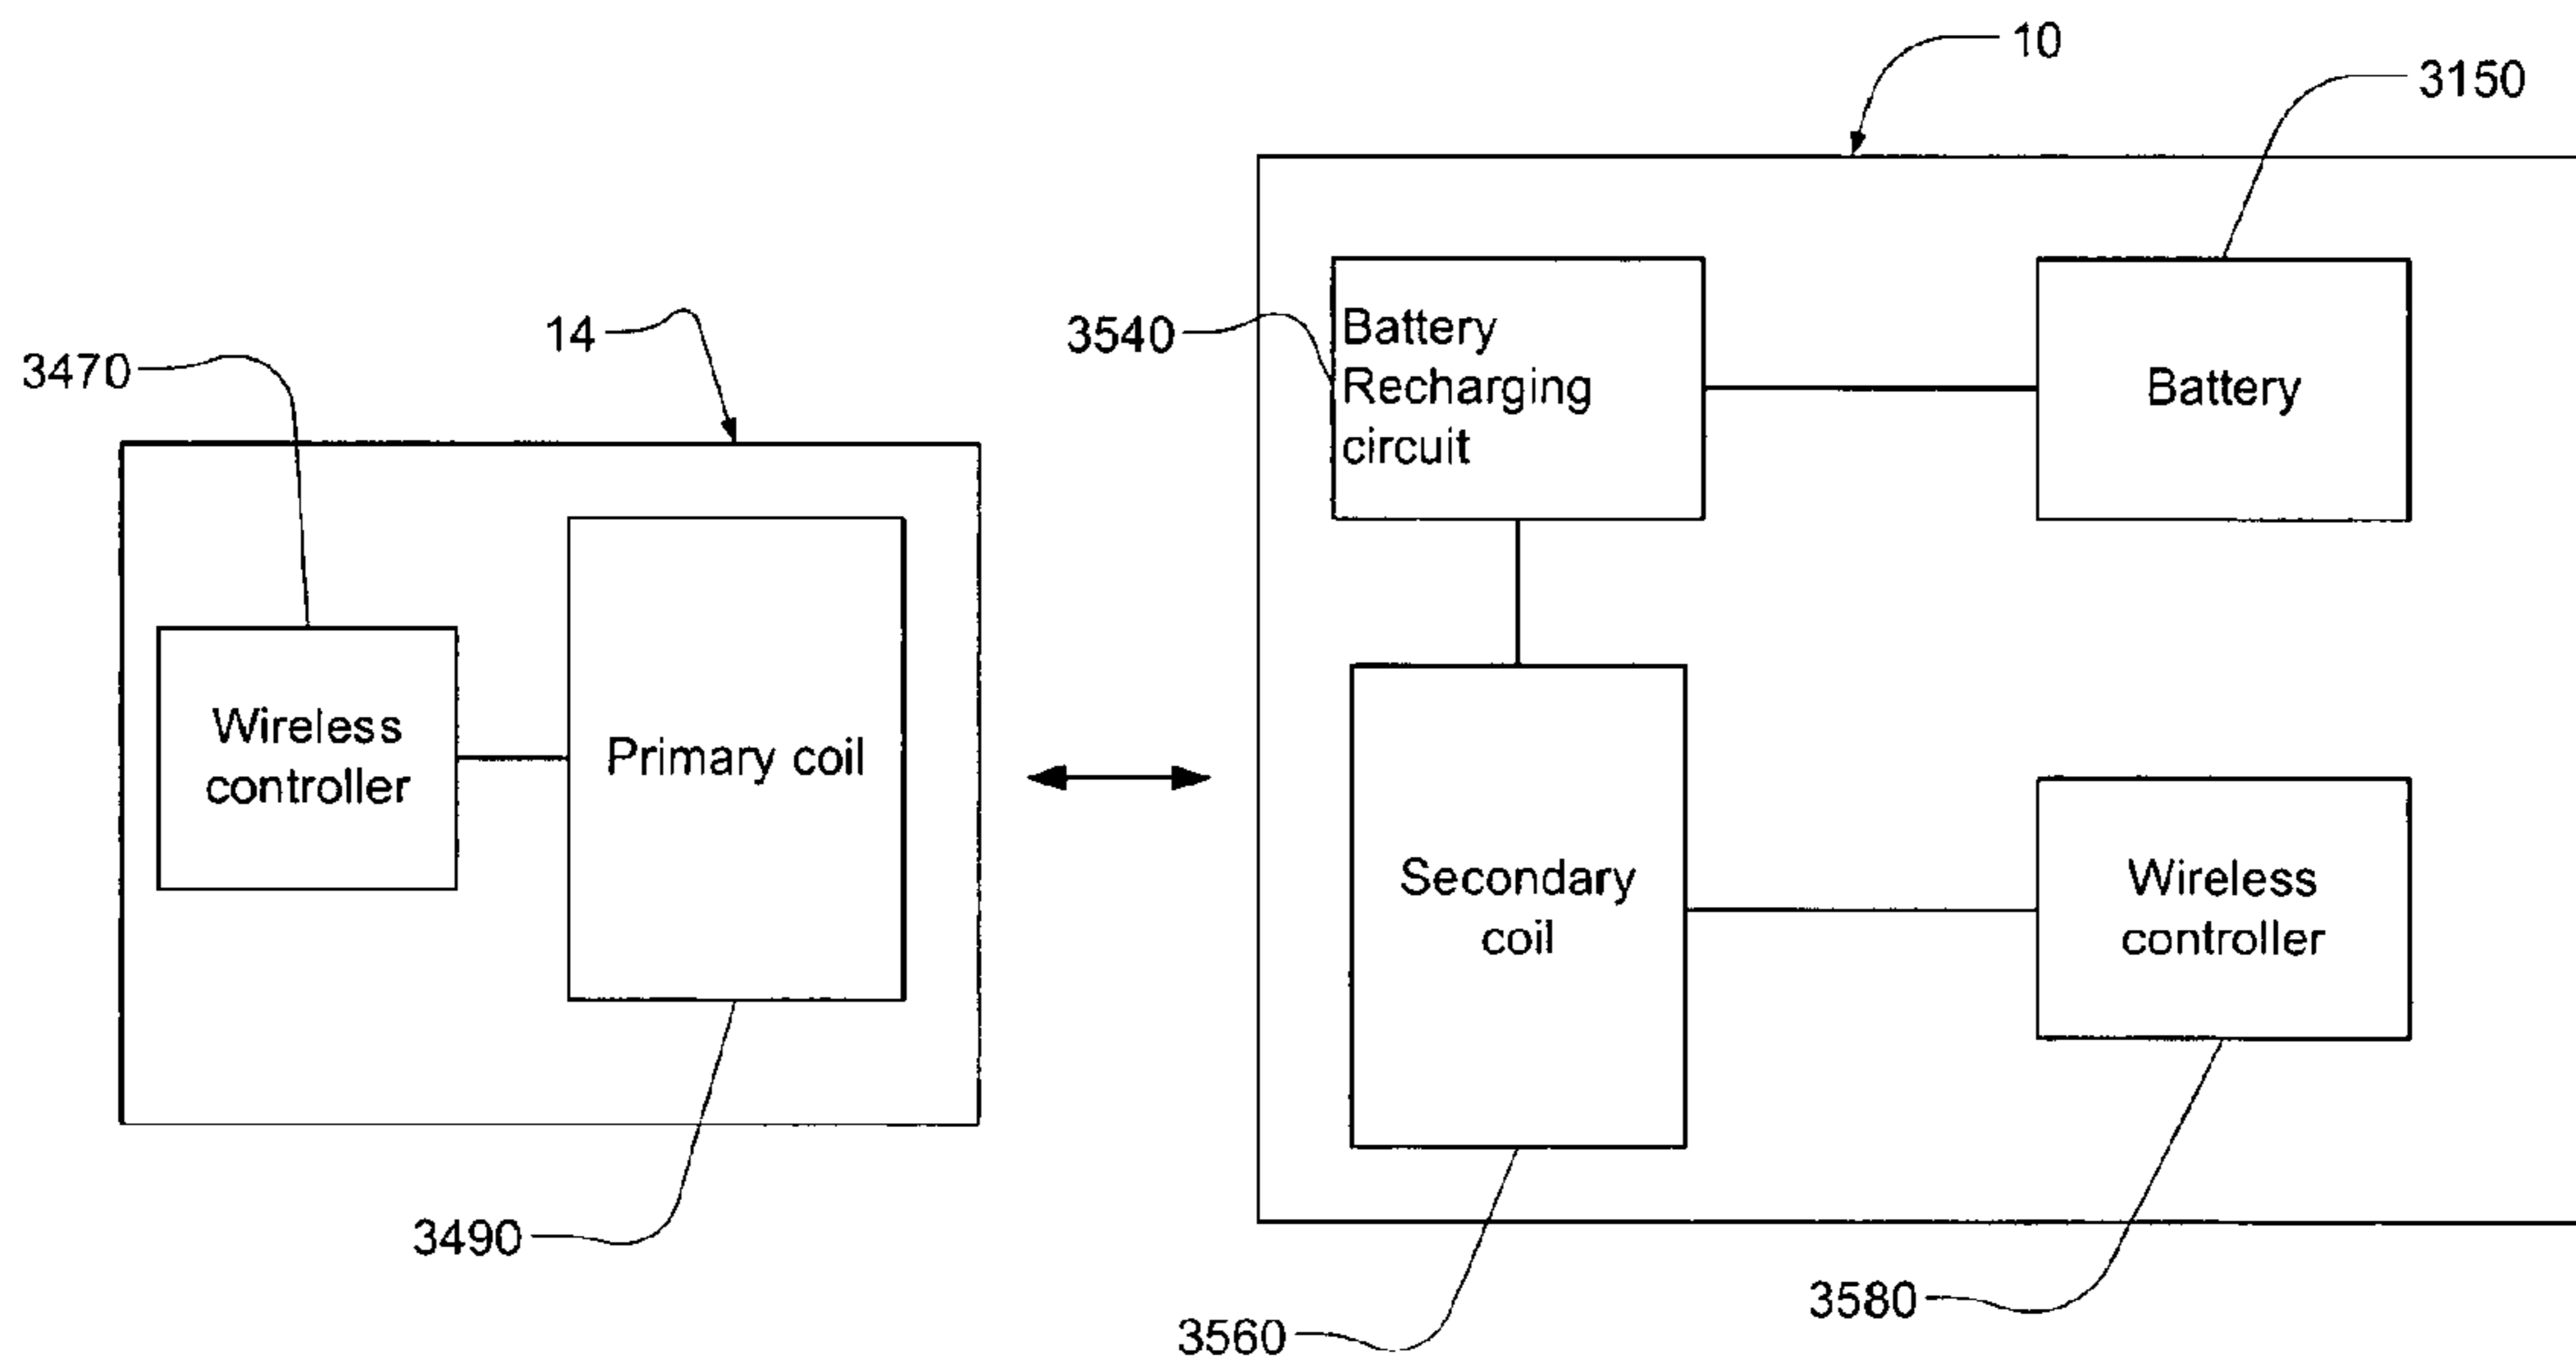 10
3150
14
3540
Battery
Recharging
circuit
Battery
3470
Wireless
controller
Primary coil
Secondary
coil
Wireless
controller
3490
3580
3560